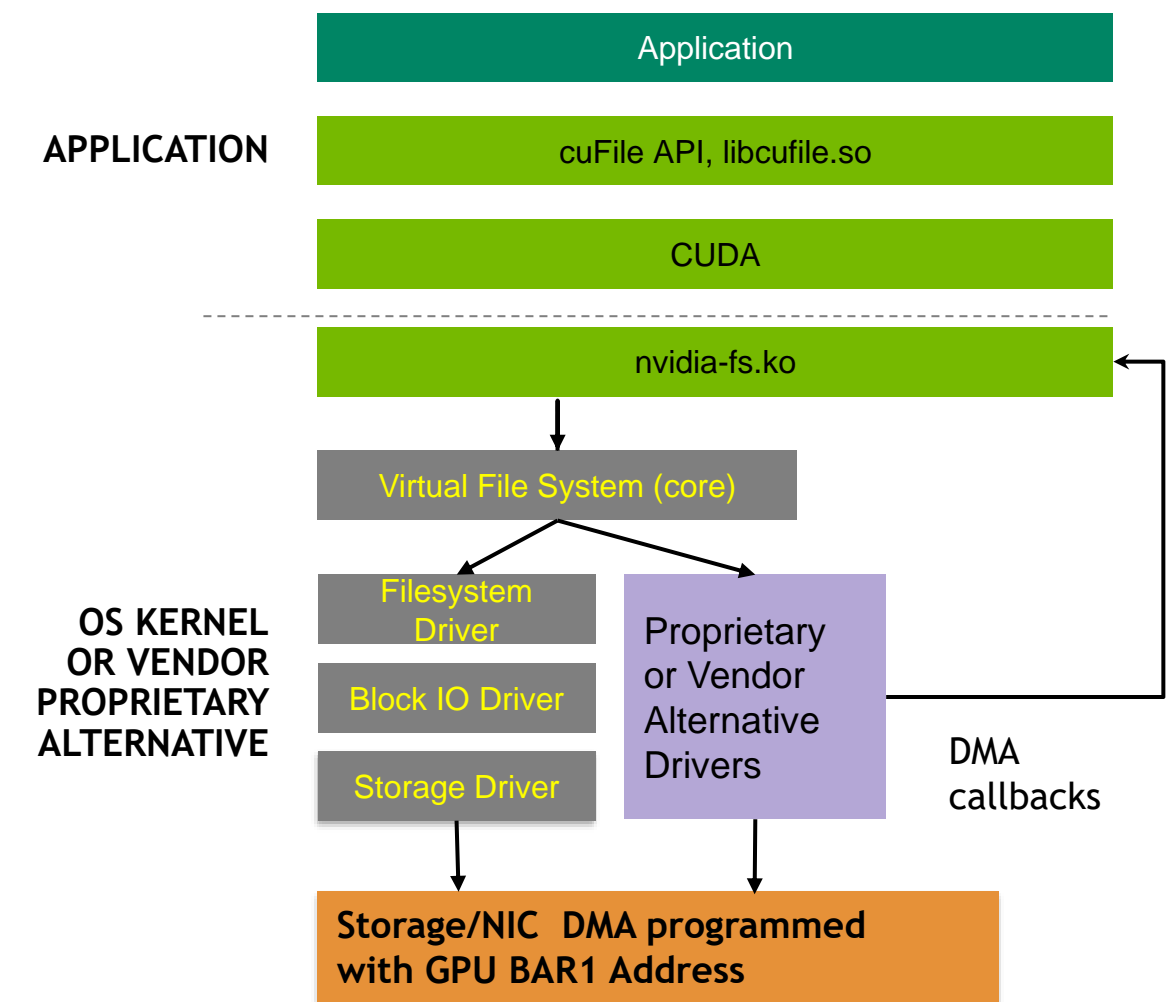 Application
APPLICATION
cuFile API, libcufile.so
CUDA
nvidia-fs.ko
Virtual File System (core)
OS KERNEL
OR VENDOR
PROPRIETARY
ALTERNATIVE
Filesystem
Driver
Block IO Driver
Storage Driver
Proprietary
or Vendor
Alternative
Drivers
DMA
callbacks
Storage/NIC DMA programmed
with GPU BAR1 Address